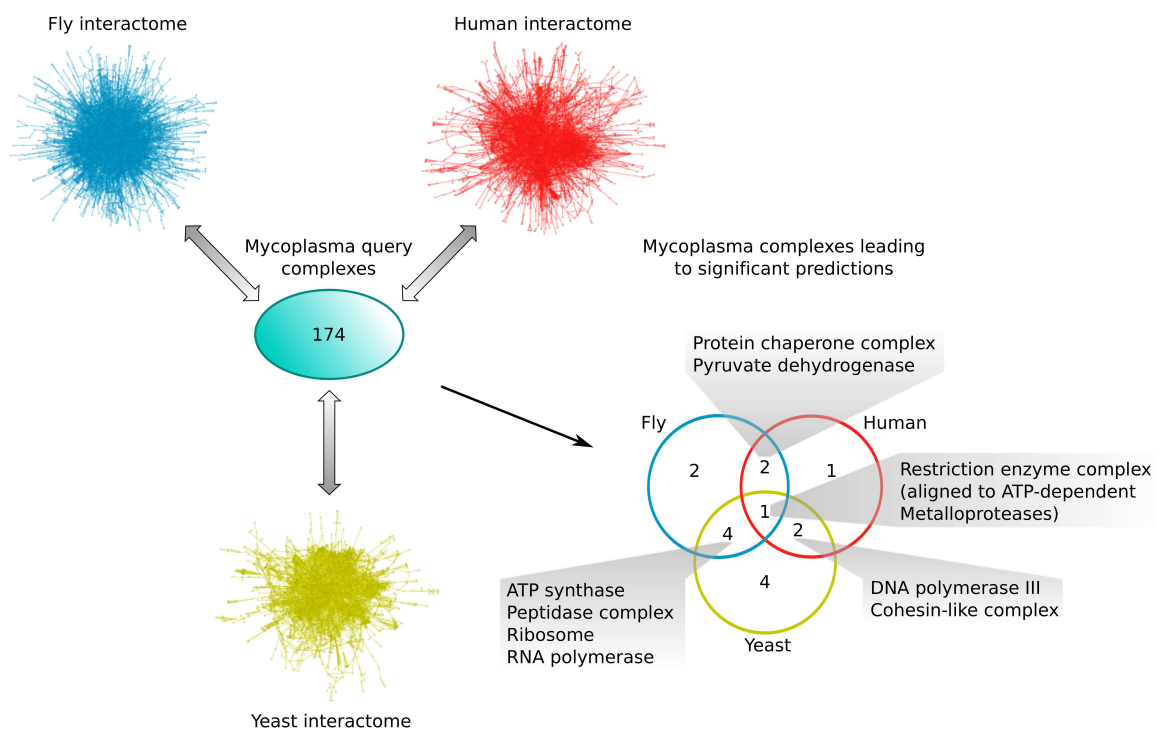 Fly interactome
Human interactome
Mycoplasma query
complexes
174
Yeast interactome
Mycoplasma complexes leading
to significant predictions
Protein chaperone complex
Pyruvate dehydrogenase
Fly
Human
2
2
1
Restriction enzyme complex
(aligned to ATP-dependent
Metalloproteases)
1
4
2
4
ATP synthase
Peptidase complex
Ribosome
RNA polymerase
DNA polymerase III
Cohesin-like complex
Yeast